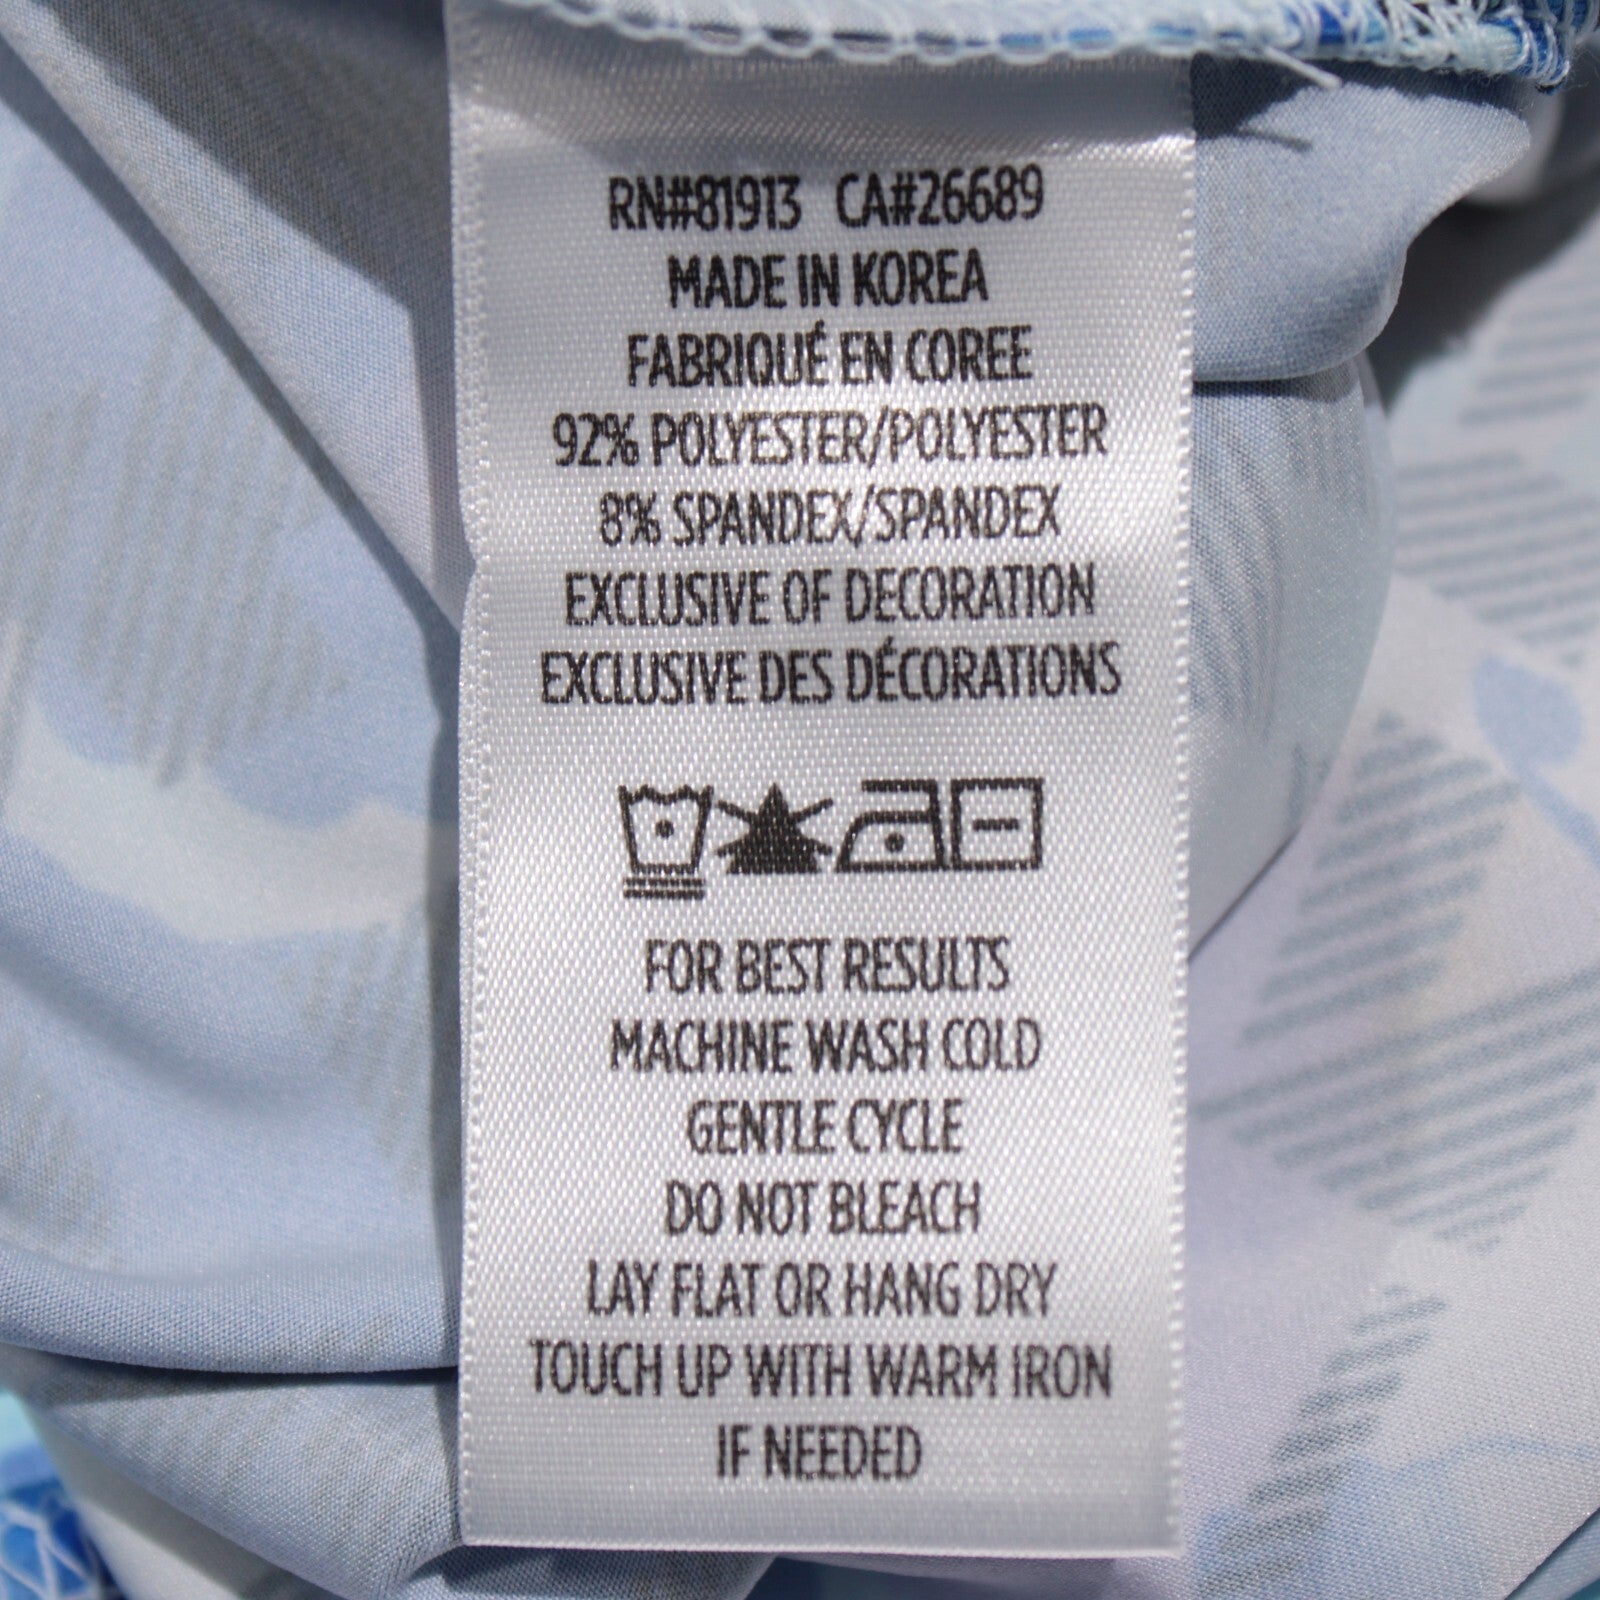 RN#81913 CA#26689
MADE IN KOREA
FABRIQUÉ EN COREE
92% POLYESTER/POLYESTER
8% SPANDEX/SPANDEX
EXCLUSIVE OF DECORATION
EXCLUSIVE DES DÉCORATIONS
FOR BEST RESULTS
MACHINE WASH COLD
GENTLE CYCLE
DO NOT BLEACH
LAY FLAT OR HANG DRY
TOUCH UP WITH WARM IRON
IF NEEDED